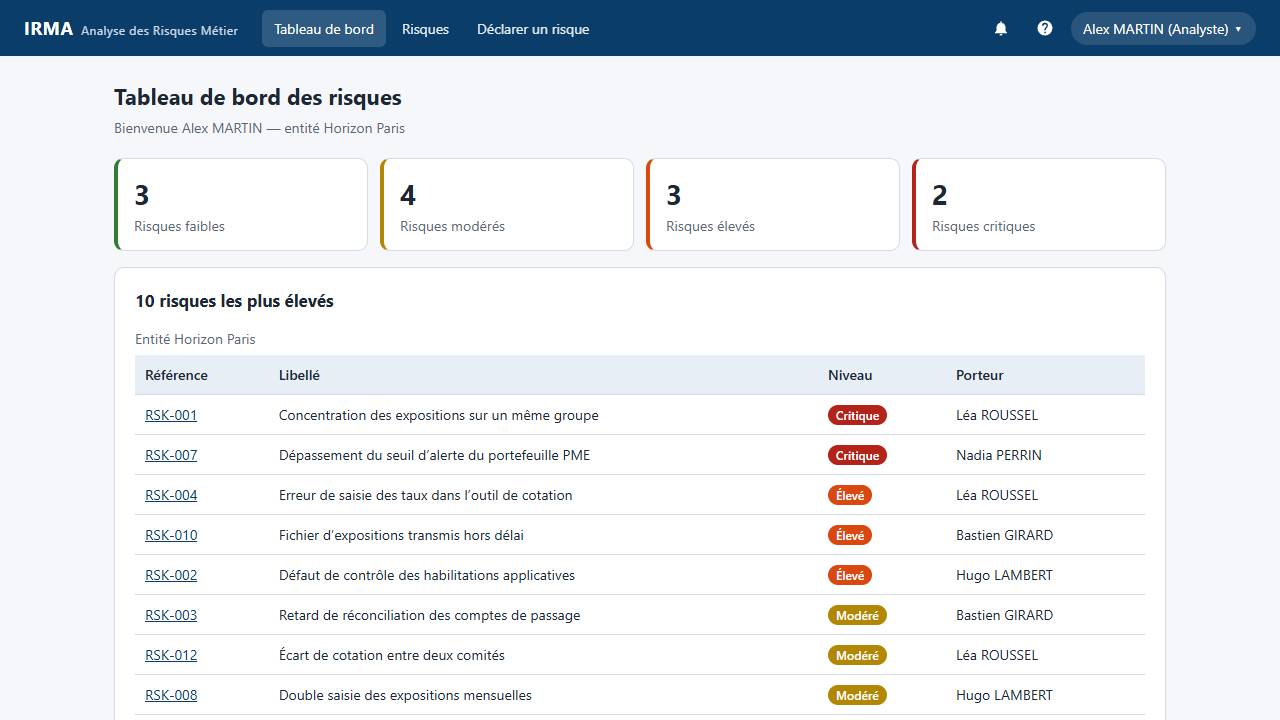 IRMA Analyse des Risques Métier Tableau de bord Risques Déclarer un risque Alex MARTIN (Analyste)
Tableau de bord des risques
Bienvenue Alex MARTIN — entité Horizon Paris
3 4 3 2
Risques faibles Risques modérés Risques élevés Risques critiques
10 risques les plus élevés
Entité Horizon Paris
Référence Libellé Niveau Porteur
RSK-001 Concentration des expositions sur un même groupe Critique Léa ROUSSEL
RSK-007 Dépassement du seuil d’alerte du portefeuille PME Critique Nadia PERRIN
RSK-004 Erreur de saisie des taux dans l’outil de cotation Élevé Léa ROUSSEL
RSK-010 Fichier d’expositions transmis hors délai Élevé Bastien GIRARD
RSK-002 Défaut de contrôle des habilitations applicatives Élevé Hugo LAMBERT
RSK-003 Retard de réconciliation des comptes de passage Modéré Bastien GIRARD
RSK-012 Écart de cotation entre deux comités Modéré Léa ROUSSEL
RSK-008 Double saisie des expositions mensuelles Modéré Hugo LAMBERT